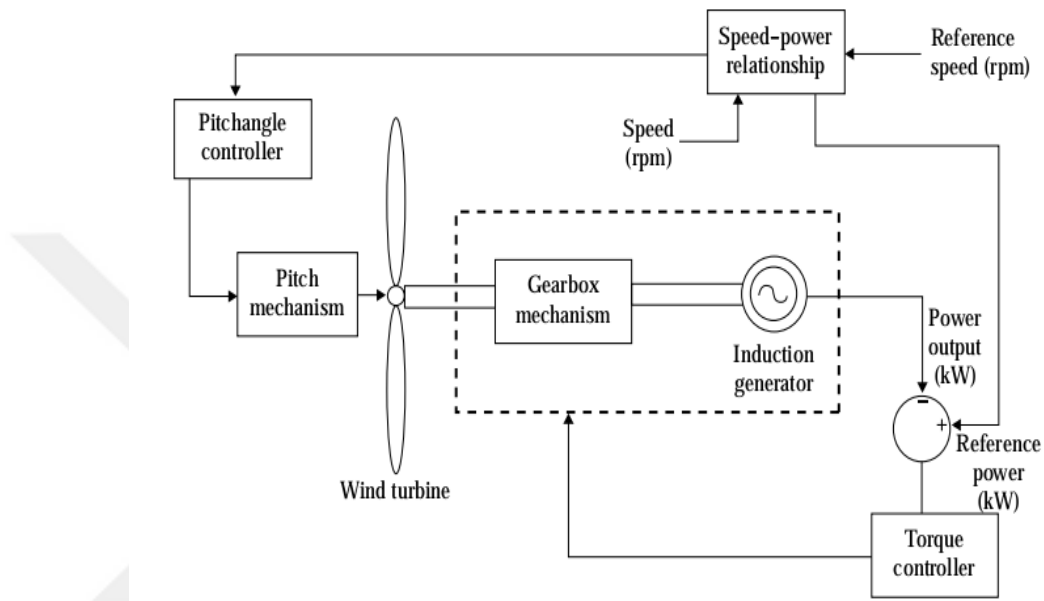 Speed-power
relationship
Reference
speed (rpm)
Pitchangle
controller
Speed
(rpm)
Pitch
mechanism
Gearbox
mechanism
Induction
generator
Power
output
(kW)
-
+
Reference
power
(kW)
Wind turbine
Torque
controller